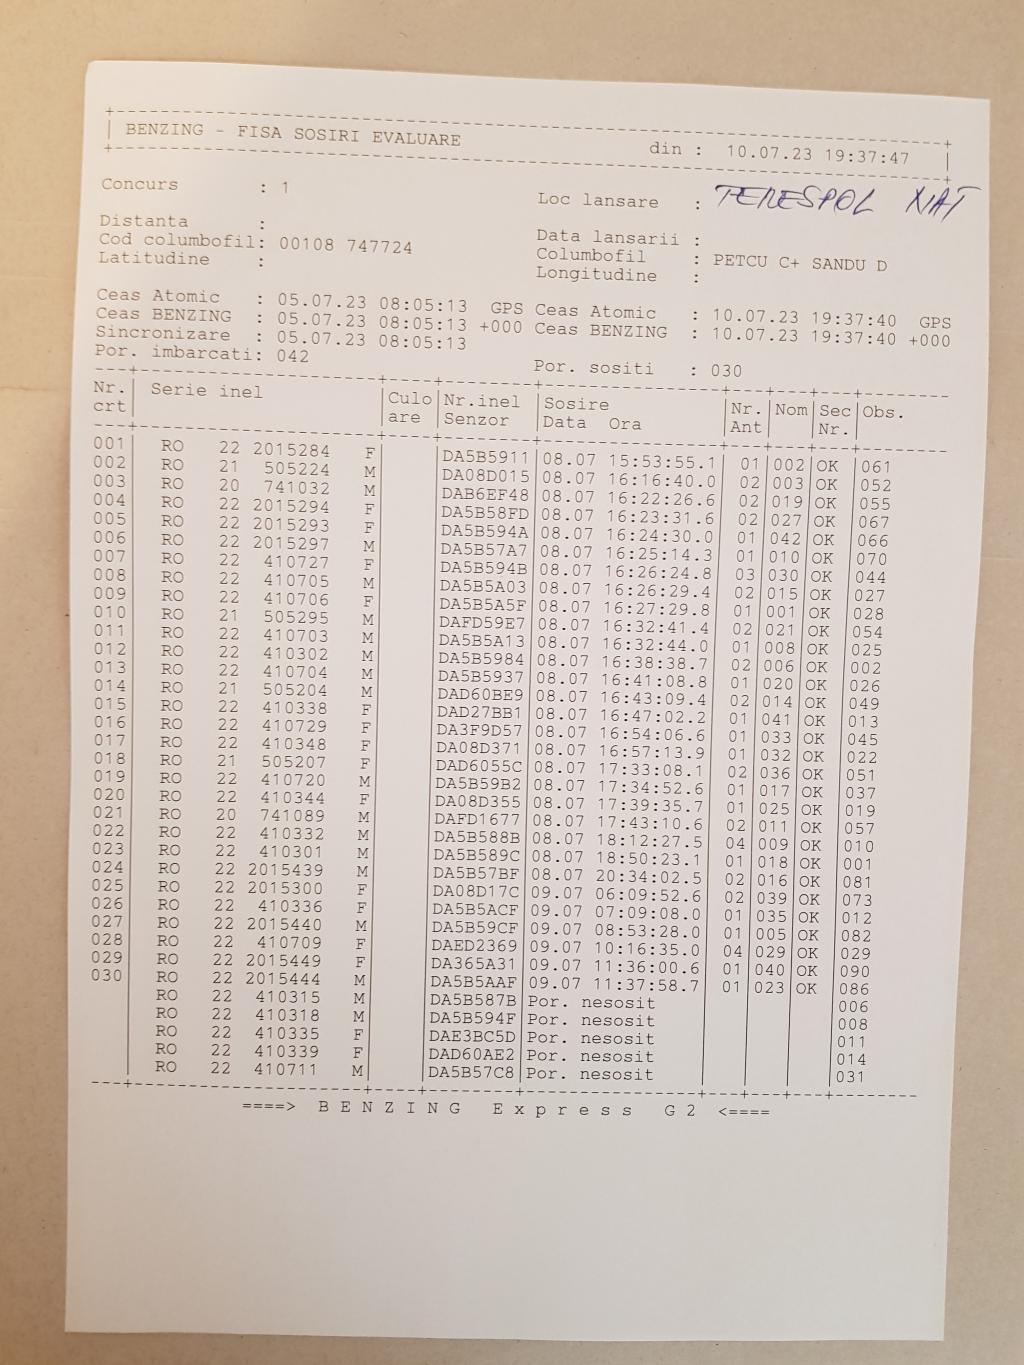 BENZING - FISA SOSIRI EVALUARE din : 10.07.23 19:37:47
Concurs : 1 Loc lansare : TERESPOL NAT
Distanta : Data lansarii :
Cod columbofil: 00108 747724 Columbofil : PETCU C+ SANDU D
Latitudine : Longitudine :
Ceas Atomic : 05.07.23 08:05:13 GPS Ceas Atomic : 10.07.23 19:37:40 GPS
Ceas BENZING : 05.07.23 08:05:13 +000 Ceas BENZING : 10.07.23 19:37:40 +000
Sincronizare : 05.07.23 08:05:13
Por. imbarcati: 042 Por. sositi : 030
Nr. Serie inel Culo Nr.inel Sosire Nr. Nom Sec Obs.
crt are Senzor Data Ora Ant Nr.
001 RO 22 2015284 F DA5B5911 08.07 15:53:55.1 01 002 OK 061
002 RO 21 505224 M DA08D015 08.07 16:16:40.0 02 003 OK 052
003 RO 20 741032 M DAB6EF48 08.07 16:22:26.6 02 019 OK 055
004 RO 22 2015294 F DA5B58FD 08.07 16:23:31.6 02 027 OK 067
005 RO 22 2015293 F DA5B594A 08.07 16:24:30.0 01 042 OK 066
006 RO 22 2015297 M DA5B57A7 08.07 16:25:14.3 01 010 OK 070
007 RO 22 410727 F DA5B594B 08.07 16:26:24.8 03 030 OK 044
008 RO 22 410705 M DA5B5A03 08.07 16:26:29.4 02 015 OK 027
009 RO 22 410706 F DA5B5A5F 08.07 16:27:29.8 01 001 OK 028
010 RO 21 505295 M DAFD59E7 08.07 16:32:41.4 02 021 OK 054
011 RO 22 410703 M DA5B5A13 08.07 16:32:44.0 01 008 OK 025
012 RO 22 410302 M DA5B5984 08.07 16:38:38.7 02 006 OK 002
013 RO 22 410704 M DA5B5937 08.07 16:41:08.8 01 020 OK 026
014 RO 21 505204 M DAD60BE9 08.07 16:43:09.4 02 014 OK 049
015 RO 22 410338 F DAD27BB1 08.07 16:47:02.2 01 041 OK 013
016 RO 22 410729 F DA3F9D57 08.07 16:54:06.6 01 033 OK 045
017 RO 22 410348 F DA08D371 08.07 16:57:13.9 01 032 OK 022
018 RO 21 505207 F DAD6055C 08.07 17:33:08.1 02 036 OK 051
019 RO 22 410720 M DA5B59B2 08.07 17:34:52.6 01 017 OK 037
020 RO 22 410344 F DA08D355 08.07 17:39:35.7 01 025 OK 019
021 RO 20 741089 M DAFD1677 08.07 17:43:10.6 02 011 OK 057
022 RO 22 410332 M DA5B588B 08.07 18:12:27.5 04 009 OK 010
023 RO 22 410301 M DA5B589C 08.07 18:50:23.1 01 018 OK 001
024 RO 22 2015439 M DA5B57BF 08.07 20:34:02.5 02 016 OK 081
025 RO 22 2015300 F DA08D17C 09.07 06:09:52.6 02 039 OK 073
026 RO 22 410336 F DA5B5ACF 09.07 07:09:08.0 01 035 OK 012
027 RO 22 2015440 M DA5B59CF 09.07 08:53:28.0 01 005 OK 082
028 RO 22 410709 F DAED2369 09.07 10:16:35.0 04 029 OK 029
029 RO 22 2015449 F DA365A31 09.07 11:36:00.6 01 040 OK 090
030 RO 22 2015444 M DA5B5AAF 09.07 11:37:58.7 01 023 OK 086
RO 22 410315 M DA5B587B Por. nesosit 006
RO 22 410318 M DA5B594F Por. nesosit 008
RO 22 410335 F DAE3BC5D Por. nesosit 011
RO 22 410339 F DAD60AE2 Por. nesosit 014
RO 22 410711 M DA5B57C8 Por. nesosit 031
====> B E N Z I N G E x p r e s s G 2 <====